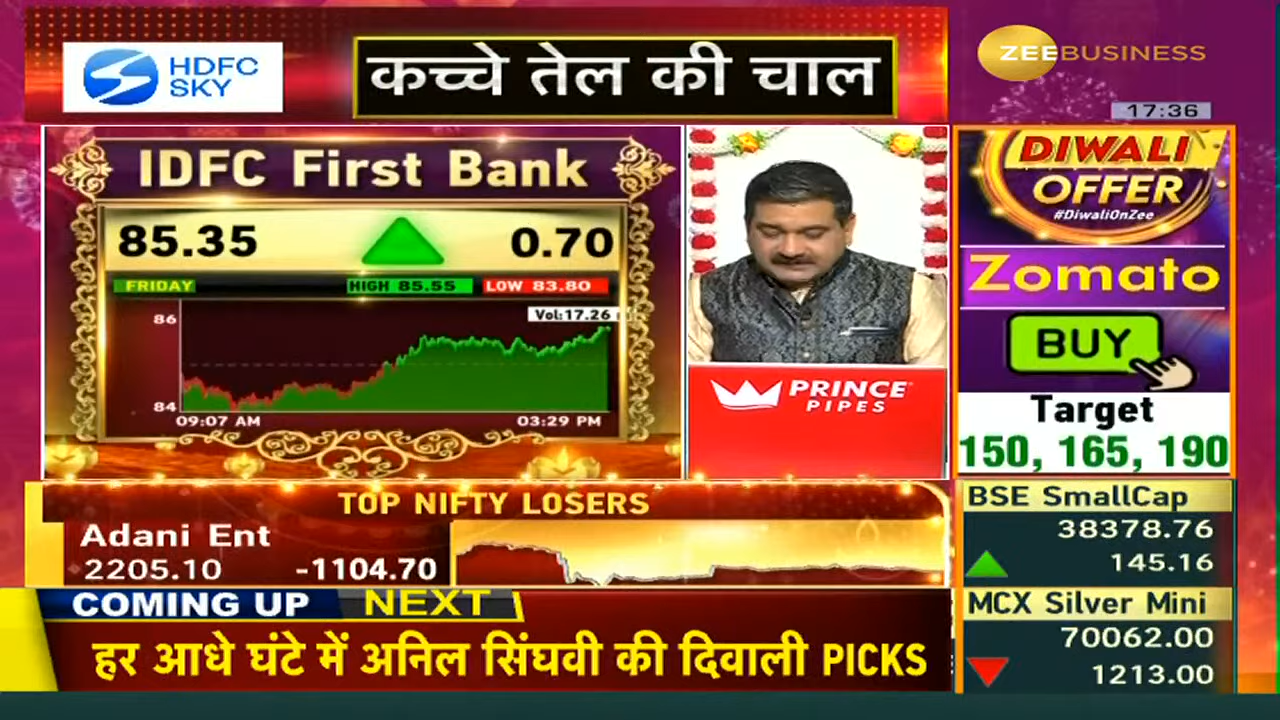 HDFC
SKY
कच्चे तेल की चाल
ZEEBUSINESS
17:36
IDFC First Bank
85.35 0.70
FRIDAY HIGH 85.55 LOW 83.80
Vol:17.26
86
84
09:07 AM 03:29 PM
PRINCE
PIPES
DIWALI
OFFER
#DiwaliOnZee
Zomato
BUY
Target
150, 165, 190
TOP NIFTY LOSERS
Adani Ent
2205.10 -1104.70
BSE SmallCap
38378.76
145.16
MCX Silver Mini
70062.00
1213.00
COMING UP NEXT
हर आधे घंटे में अनिल सिंघवी की दिवाली PICKS